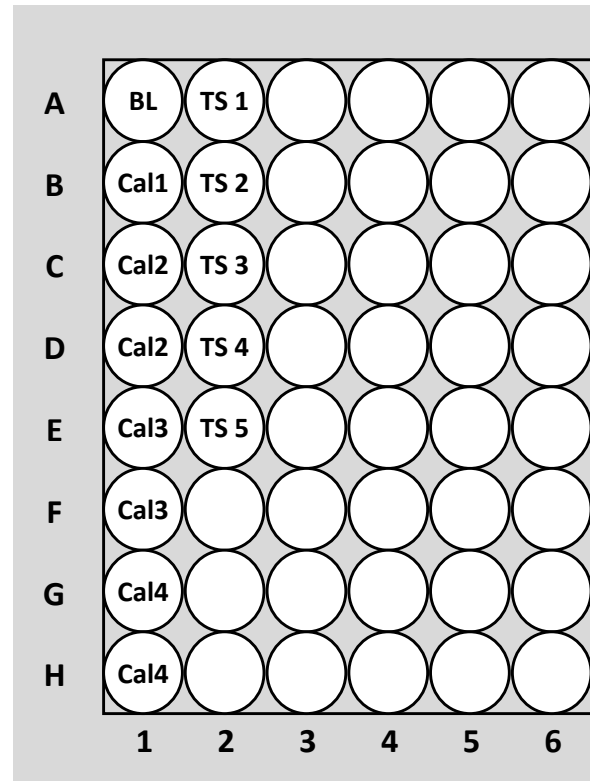 A BL TS 1
B Cal1 TS 2
C Cal2 TS 3
D Cal2 TS 4
E Cal3 TS 5
F Cal3
G Cal4
H Cal4
1 2 3 4 5 6